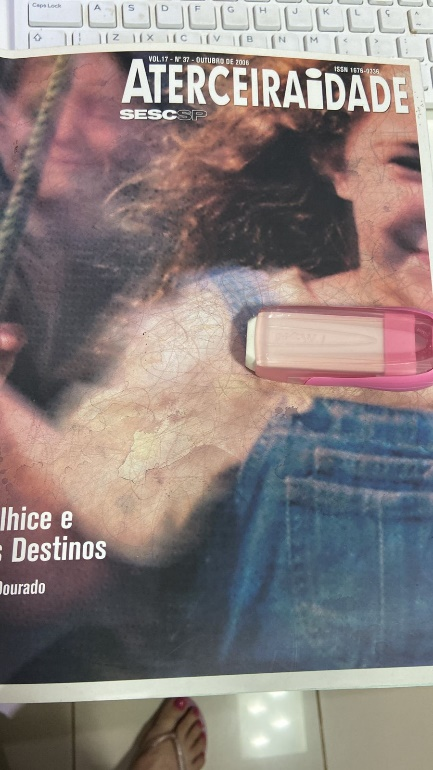 Caps Lock A S D F G H J K L Ç
Z X C V B N M
VOL.17 - Nº 37 - OUTUBRO DE 2006
ISSN 1676-0336
ATERCEIRAiDADE
SESCSP
lhice e
s Destinos
Dourado